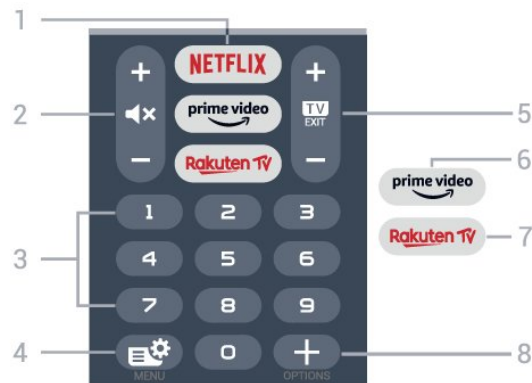 1
+ NETFLIX +
2 prime video TV 5
EXIT
6
- Rakuten TV - prime video
1 2 3
Rakuten TV 7
3 4 5 6
7 8 9
4 0 + 8
MENU OPTIONS